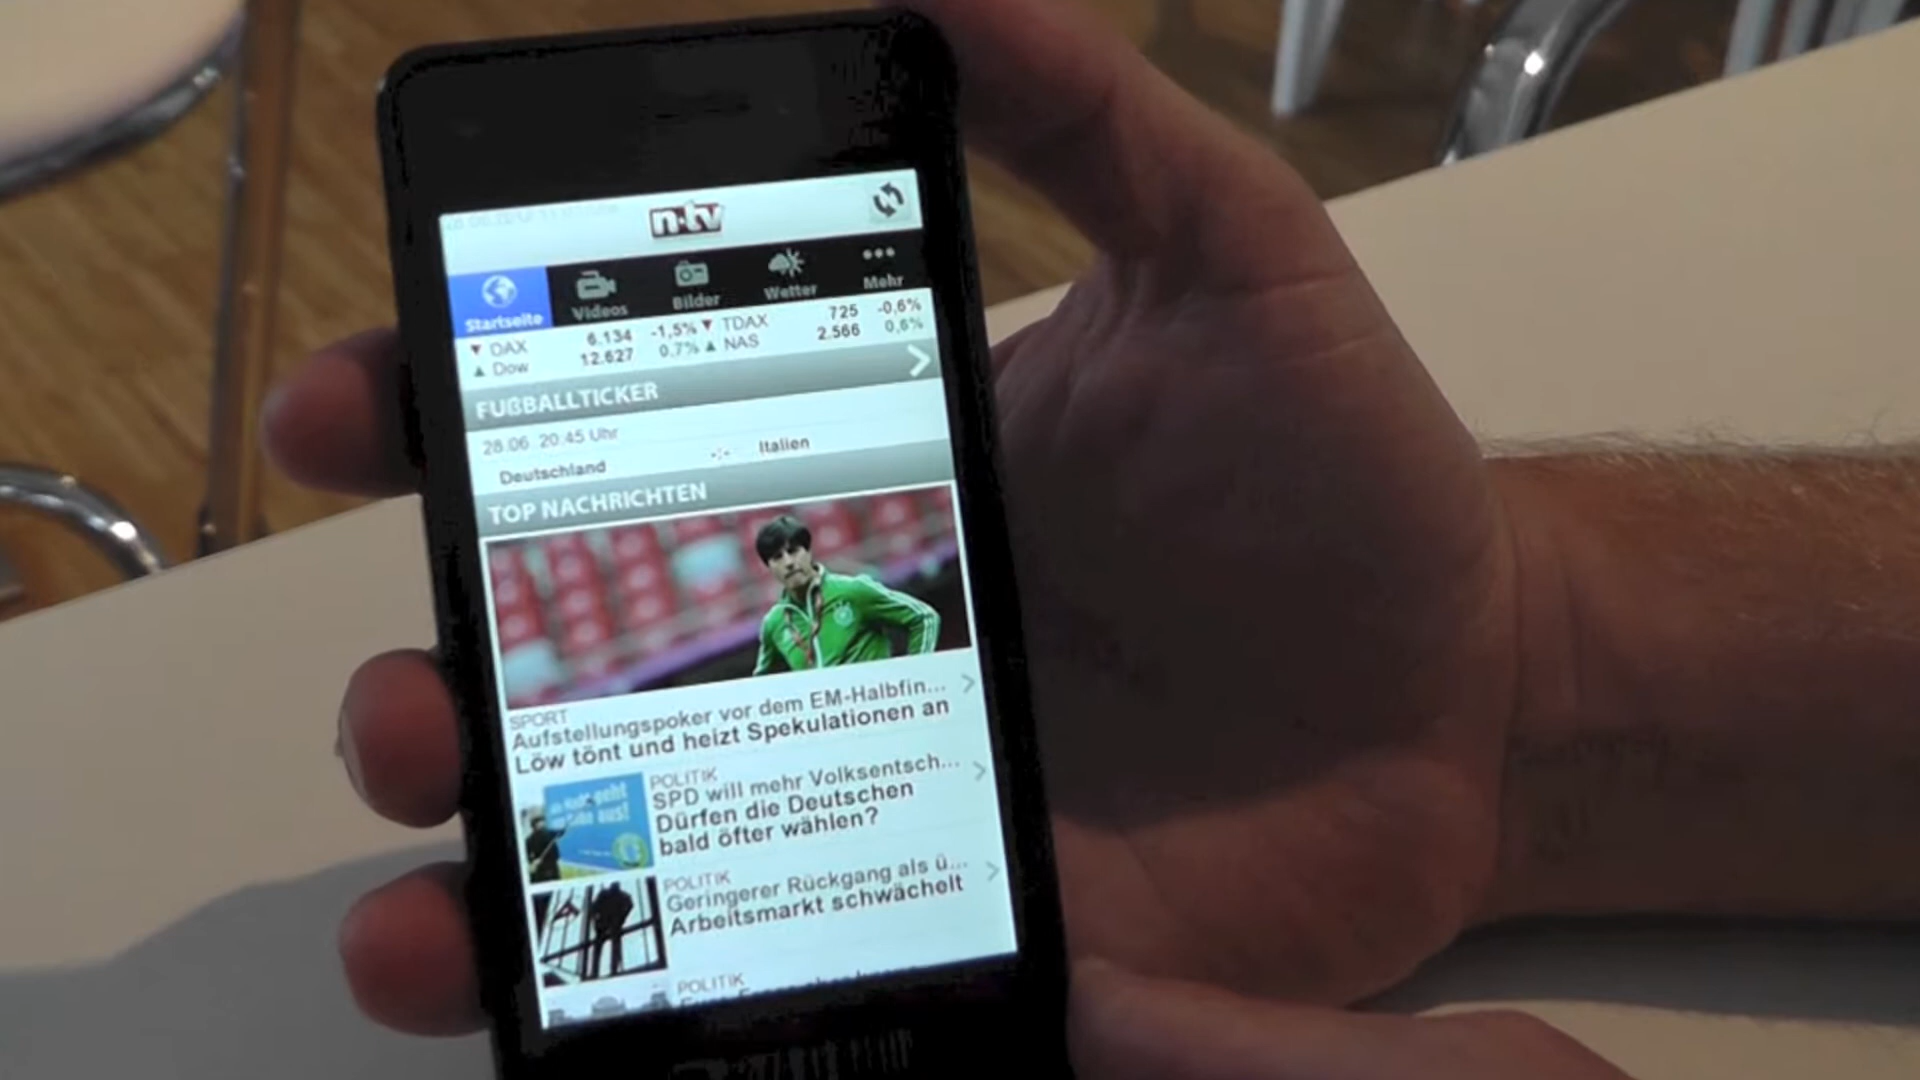 n-tv
Startseite Videos Bilder Wetter Mehr
▼ DAX 6.134 -1,5% ▼ TDAX 725 -0,6%
▲ Dow 12.627 0,7% ▲ NAS 2.566 0,6%
FUßBALLTICKER
28.06. 20:45 Uhr
Deutschland -:- Italien
TOP NACHRICHTEN
SPORT
Aufstellungspoker vor dem EM-Halbfin...
Löw tönt und heizt Spekulationen an
POLITIK
SPD will mehr Volksentsch...
Dürfen die Deutschen
bald öfter wählen?
POLITIK
Geringerer Rückgang als ü...
Arbeitsmarkt schwächelt
POLITIK